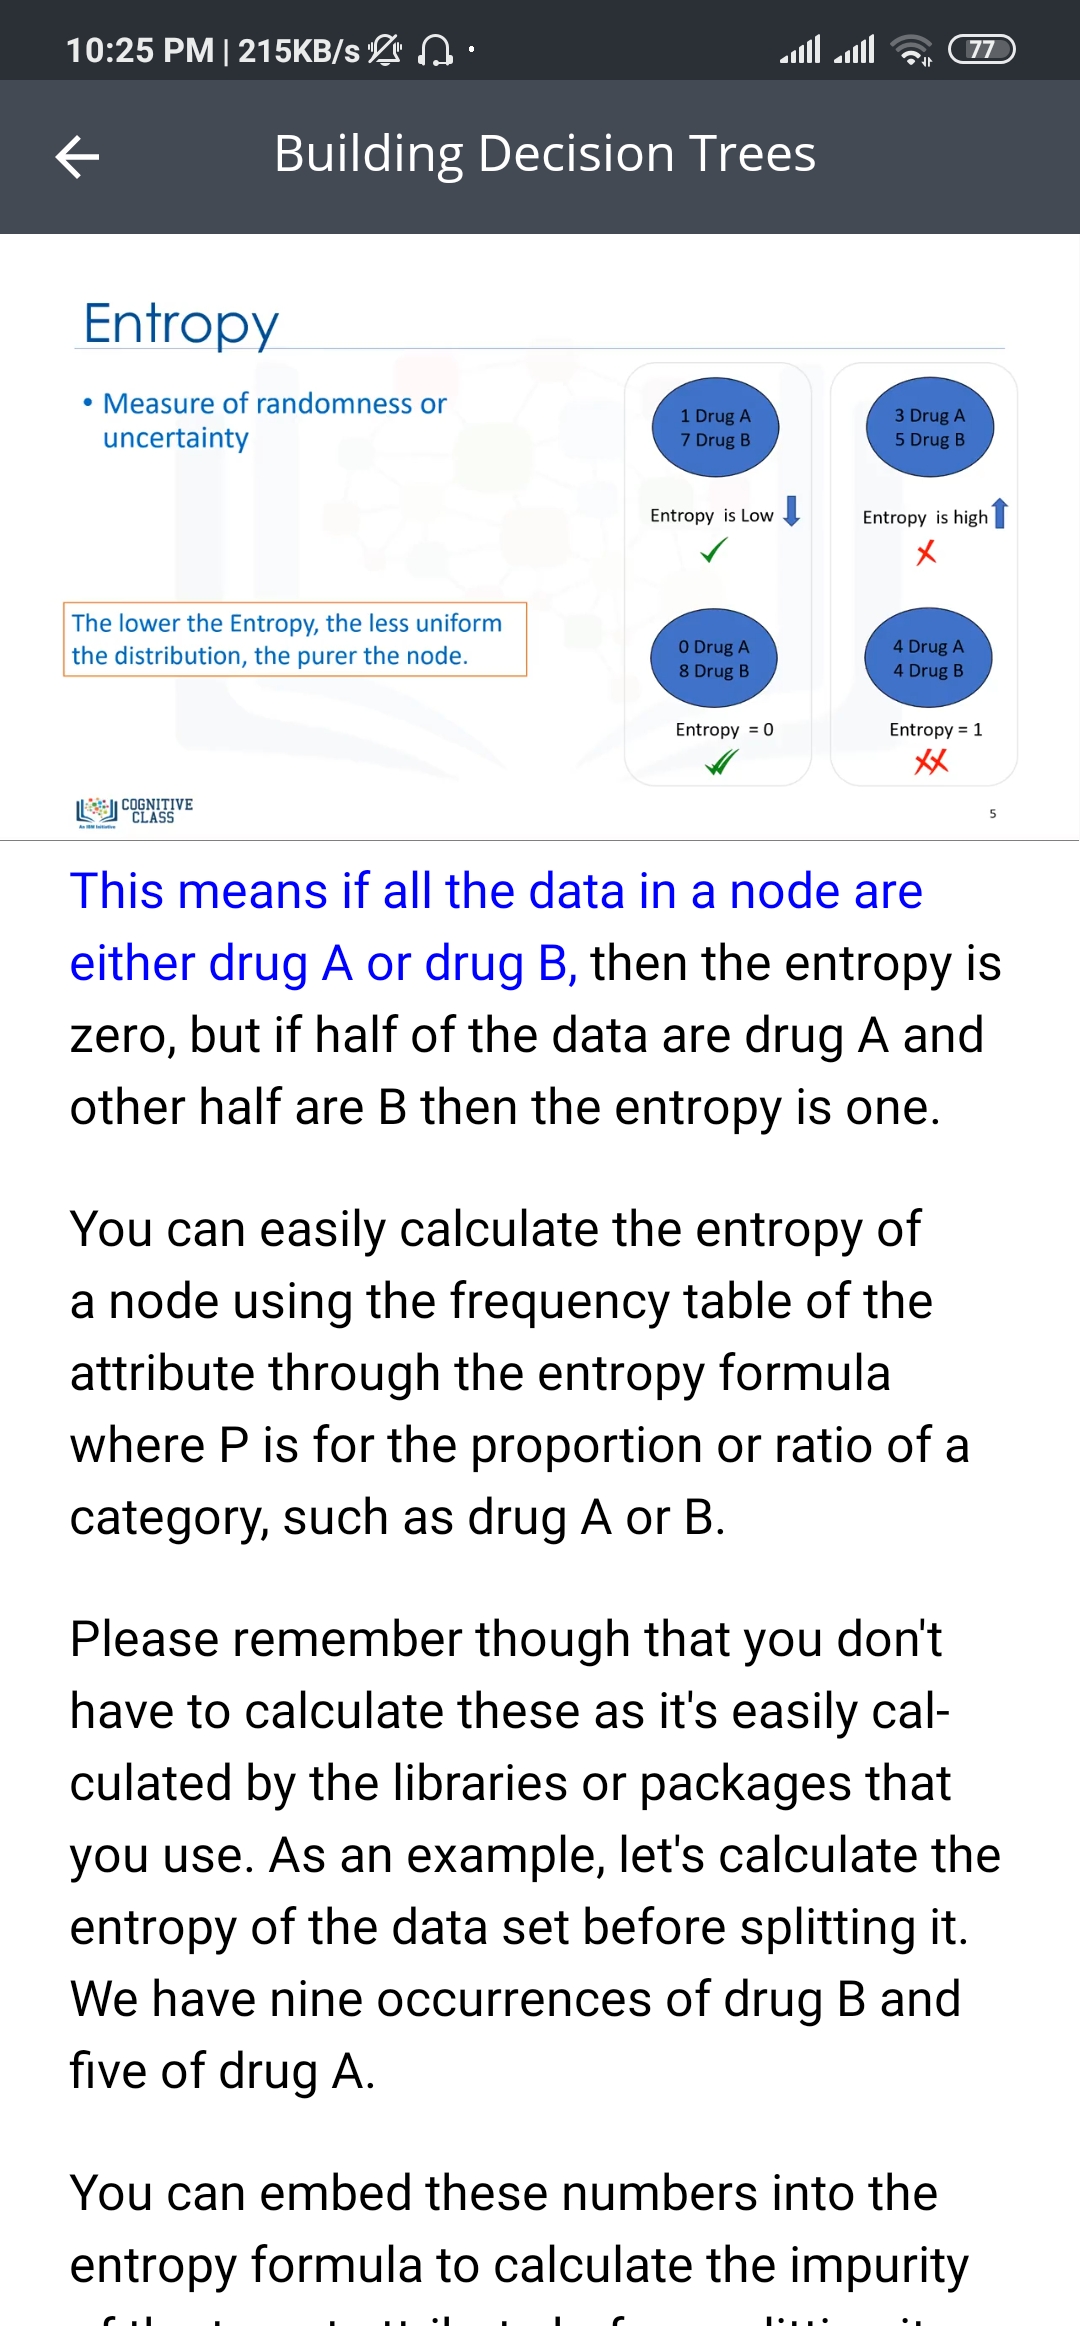 10:25 PM | 215KB/s
77
Building Decision Trees
Entropy
• Measure of randomness or
uncertainty
The lower the Entropy, the less uniform
the distribution, the purer the node.
1 Drug A
7 Drug B
Entropy is Low
0 Drug A
8 Drug B
Entropy = 0
3 Drug A
5 Drug B
Entropy is high
4 Drug A
4 Drug B
Entropy = 1
COGNITIVE
CLASS
An IBM Initiative
5
This means if all the data in a node are
either drug A or drug B, then the entropy is
zero, but if half of the data are drug A and
other half are B then the entropy is one.
You can easily calculate the entropy of
a node using the frequency table of the
attribute through the entropy formula
where P is for the proportion or ratio of a
category, such as drug A or B.
Please remember though that you don't
have to calculate these as it's easily cal-
culated by the libraries or packages that
you use. As an example, let's calculate the
entropy of the data set before splitting it.
We have nine occurrences of drug B and
five of drug A.
You can embed these numbers into the
entropy formula to calculate the impurity